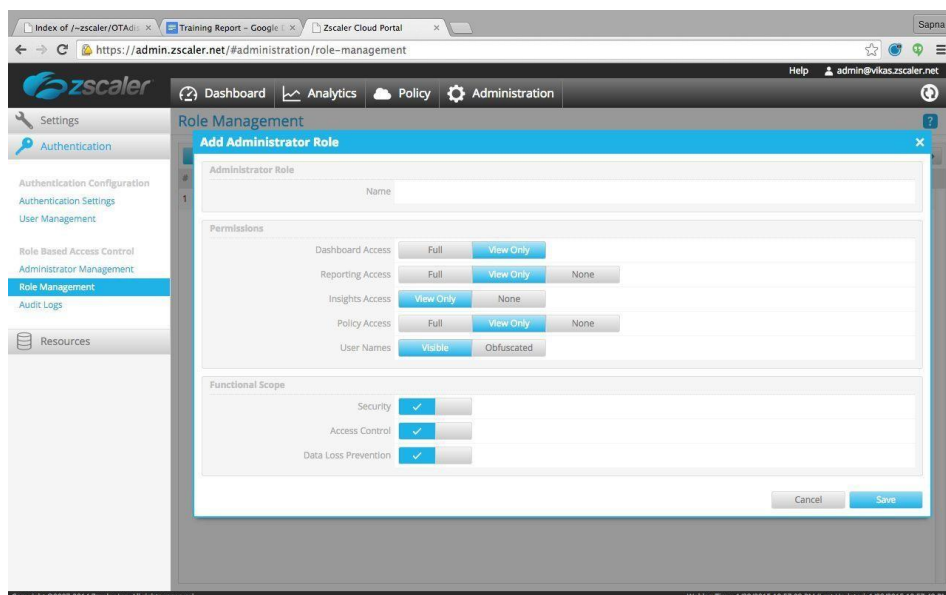 Index of /~zscaler/OTAdi
Training Report - Google
Zscaler Cloud Portal
Sapna
https://admin.zscaler.net/#administration/role-management
Help admin@vikas.zscaler.net
zscaler
Dashboard Analytics Policy Administration
Settings
Authentication
Authentication Configuration
Authentication Settings
User Management
Role Based Access Control
Administrator Management
Role Management
Audit Logs
Resources
Role Management
?
#
1
Add Administrator Role
Administrator Role
Name
Permissions
Dashboard Access Full View Only
Reporting Access Full View Only None
Insights Access View Only None
Policy Access Full View Only None
User Names Visible Obfuscated
Functional Scope
Security
Access Control
Data Loss Prevention
Cancel Save